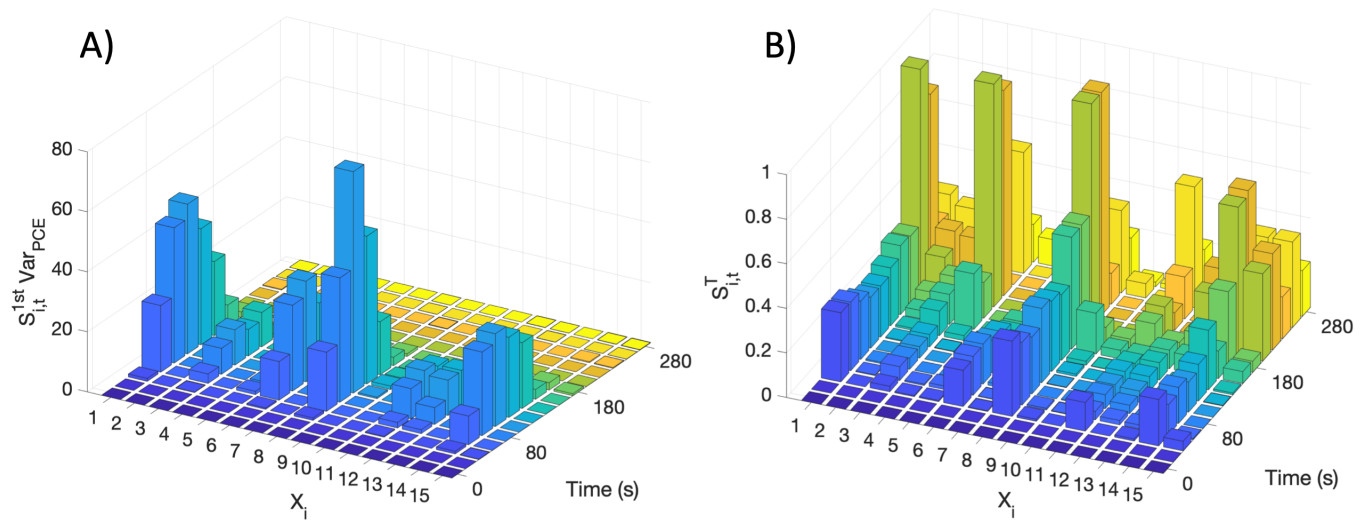 A)
80
60
40
20
0
S_{i,t}^{1st} Var_{PCE}
1 2 3 4 5 6 7 8 9 10 11 12 13 14 15
X_i
0 80 180 280
Time (s)
B)
1
0.8
0.6
0.4
0.2
0
S_{i,t}^{T}
1 2 3 4 5 6 7 8 9 10 11 12 13 14 15
X_i
0 80 180 280
Time (s)